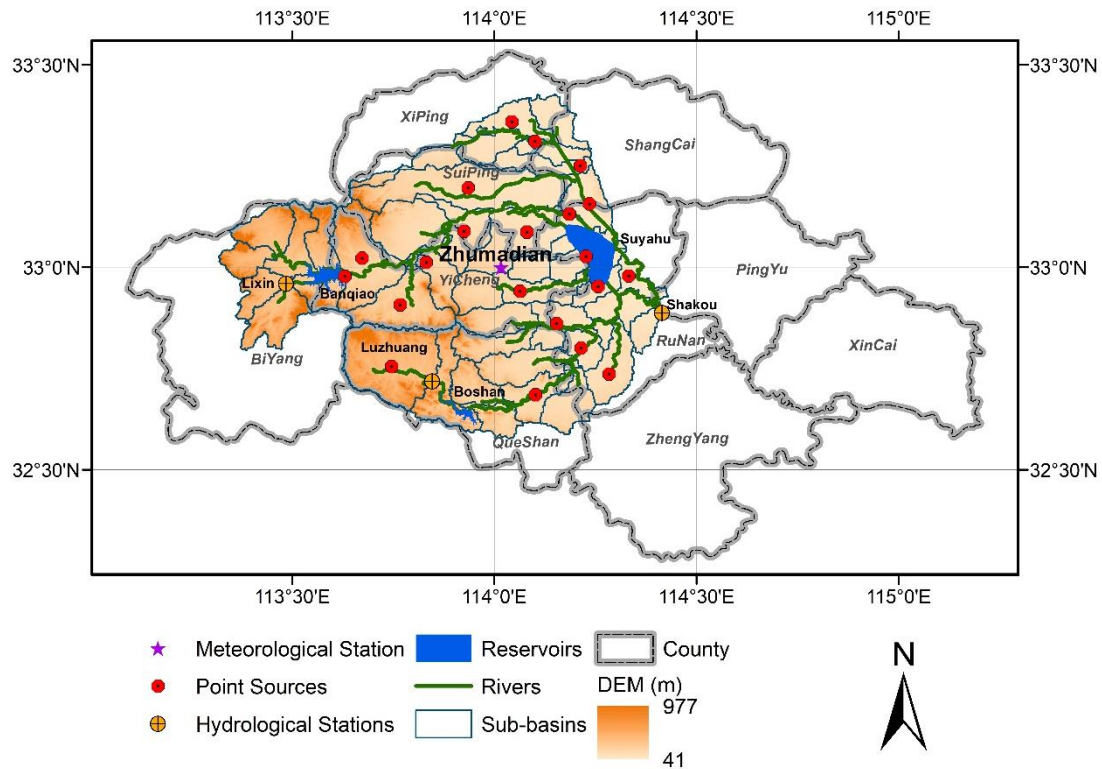 113°30'E 114°0'E 114°30'E 115°0'E
33°30'N 33°30'N
XiPing
ShangCai
SuiPing
Suyahu
Zhumadian
33°0'N 33°0'N
PingYu
Lixin
Banqiao
YiCheng
Shakou
RuNan
XinCai
BiYang
Luzhuang
Boshan
QueShan
ZhengYang
32°30'N 32°30'N
113°30'E 114°0'E 114°30'E 115°0'E
Meteorological Station Reservoirs County
Point Sources Rivers DEM (m)
Hydrological Stations Sub-basins
977
41
N